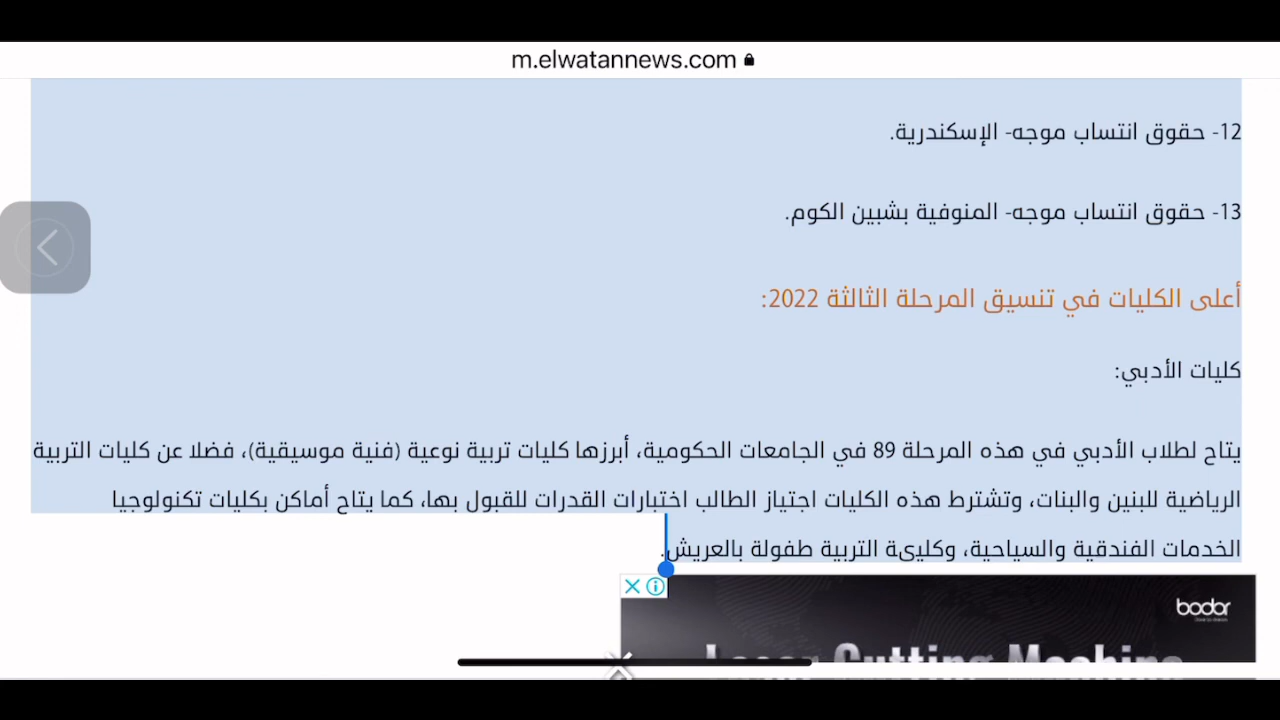 m.elwatannews.com
12- حقوق انتساب موجه- الإسكندرية.
13- حقوق انتساب موجه- المنوفية بشبين الكوم.
أعلى الكليات في تنسيق المرحلة الثالثة 2022:
كليات الأدبي:
يتاح لطلاب الأدبي في هذه المرحلة 89 في الجامعات الحكومية، أبرزها كليات تربية نوعية (فنية موسيقية)، فضلا عن كليات التربية
الرياضية للبنين والبنات، وتشترط هذه الكليات اجتياز الطالب اختبارات القدرات للقبول بها، كما يتاح أماكن بكليات تكنولوجيا
الخدمات الفندقية والسياحية، وكليىة التربية طفولة بالعريش.
bodor
Laser Cutting Machine